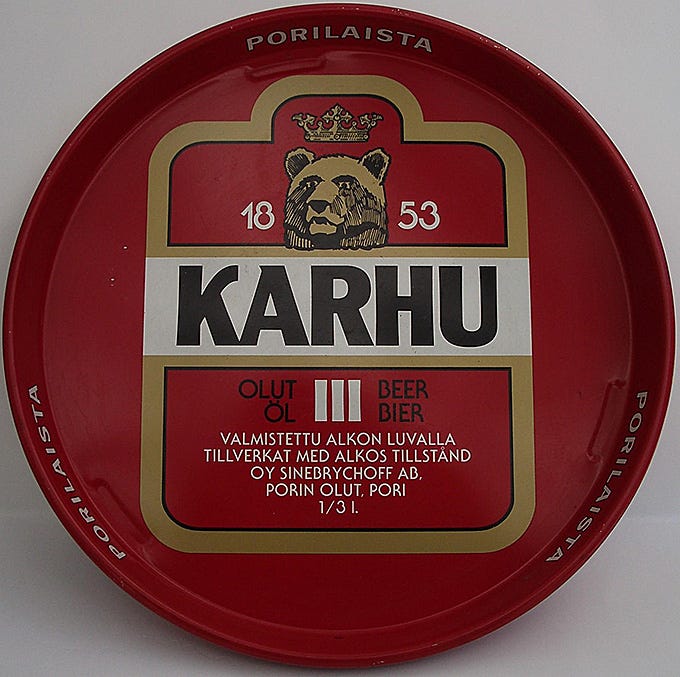 PORILAISTA
18 53
KARHU
OLUT III BEER
ÖL BIER
VALMISTETTU ALKON LUVALLA
TILLVERKAT MED ALKOS TILLSTÅND
OY SINEBRYCHOFF AB,
PORIN OLUT, PORI
1/3 l.
PORILAISTA
PORILAISTA